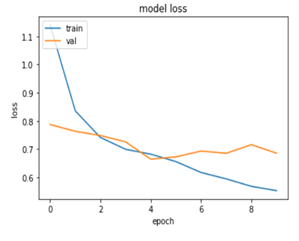 model loss
train
val
1.1
1.0
0.9
0.8
0.7
0.6
loss
0 2 4 6 8
epoch